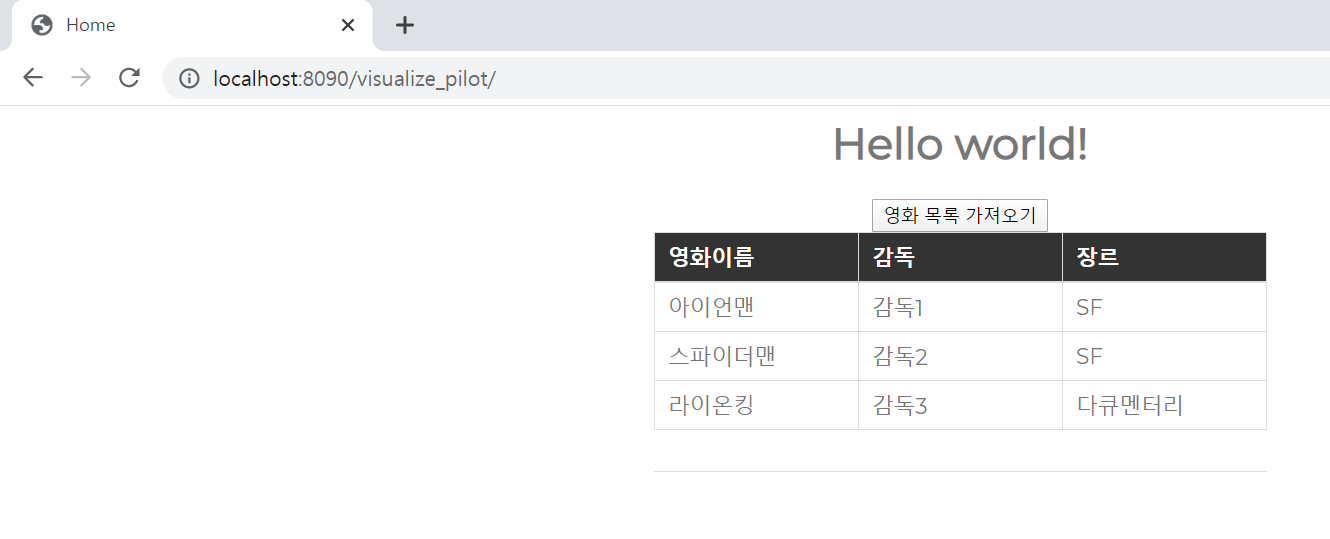 Home
localhost:8090/visualize_pilot/
Hello world!
영화 목록 가져오기
영화이름 감독 장르
아이언맨 감독1 SF
스파이더맨 감독2 SF
라이온킹 감독3 다큐멘터리